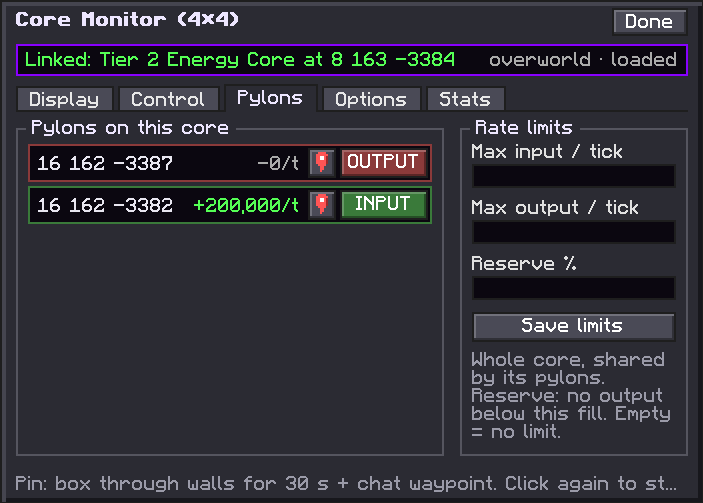 Core Monitor (4×4)
Done
Linked: Tier 2 Energy Core at 8 163 -3384
overworld · loaded
Display
Control
Pylons
Options
Stats
Pylons on this core
16 162 -3387
-0/t
OUTPUT
16 162 -3382
+200,000/t
INPUT
Rate limits
Max input / tick
Max output / tick
Reserve %
Save limits
Whole core, shared
by its pylons.
Reserve: no output
below this fill. Empty
= no limit.
Pin: box through walls for 30 s + chat waypoint. Click again to st...